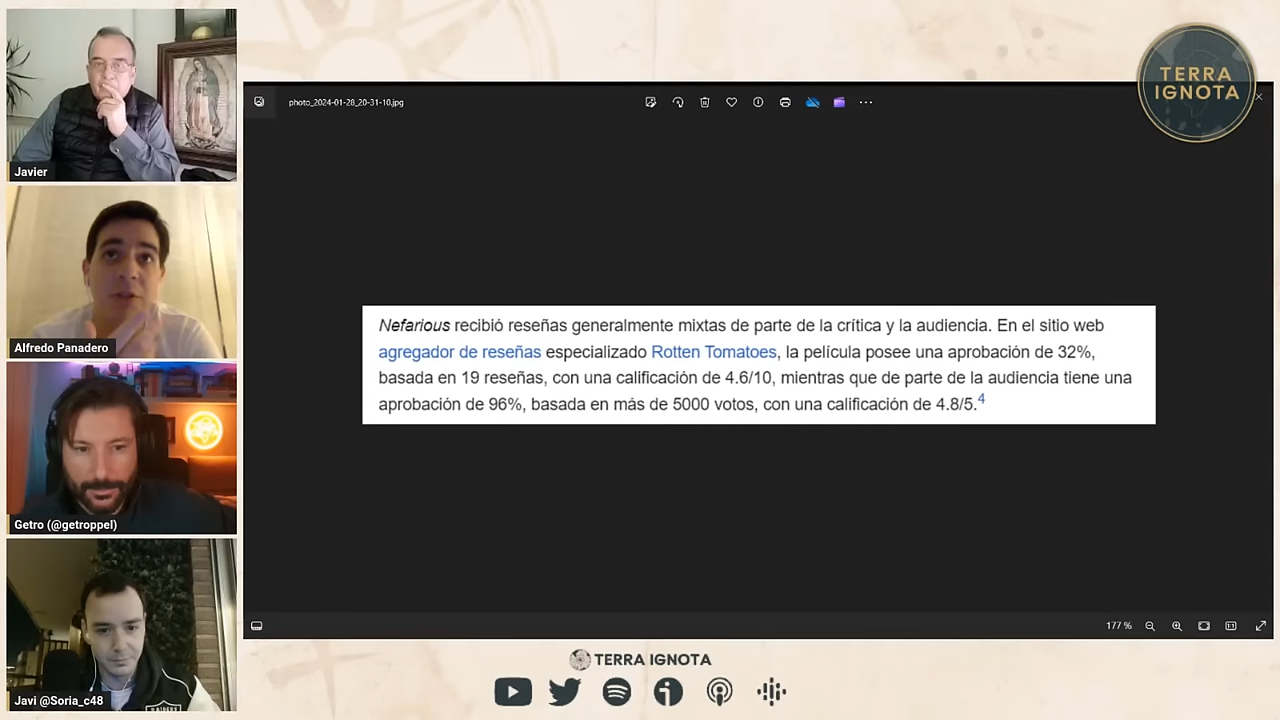 Javier
Alfredo Panadero
Getro (@getroppel)
Javi @Soria_c48
RAIDERS
photo_2024-01-28_20-31-10.jpg
TERRA
IGNOTA
Nefarious recibió reseñas generalmente mixtas de parte de la crítica y la audiencia. En el sitio web
agregador de reseñas especializado Rotten Tomatoes, la película posee una aprobación de 32%,
basada en 19 reseñas, con una calificación de 4.6/10, mientras que de parte de la audiencia tiene una
aprobación de 96%, basada en más de 5000 votos, con una calificación de 4.8/5.4
177 %
TERRA IGNOTA